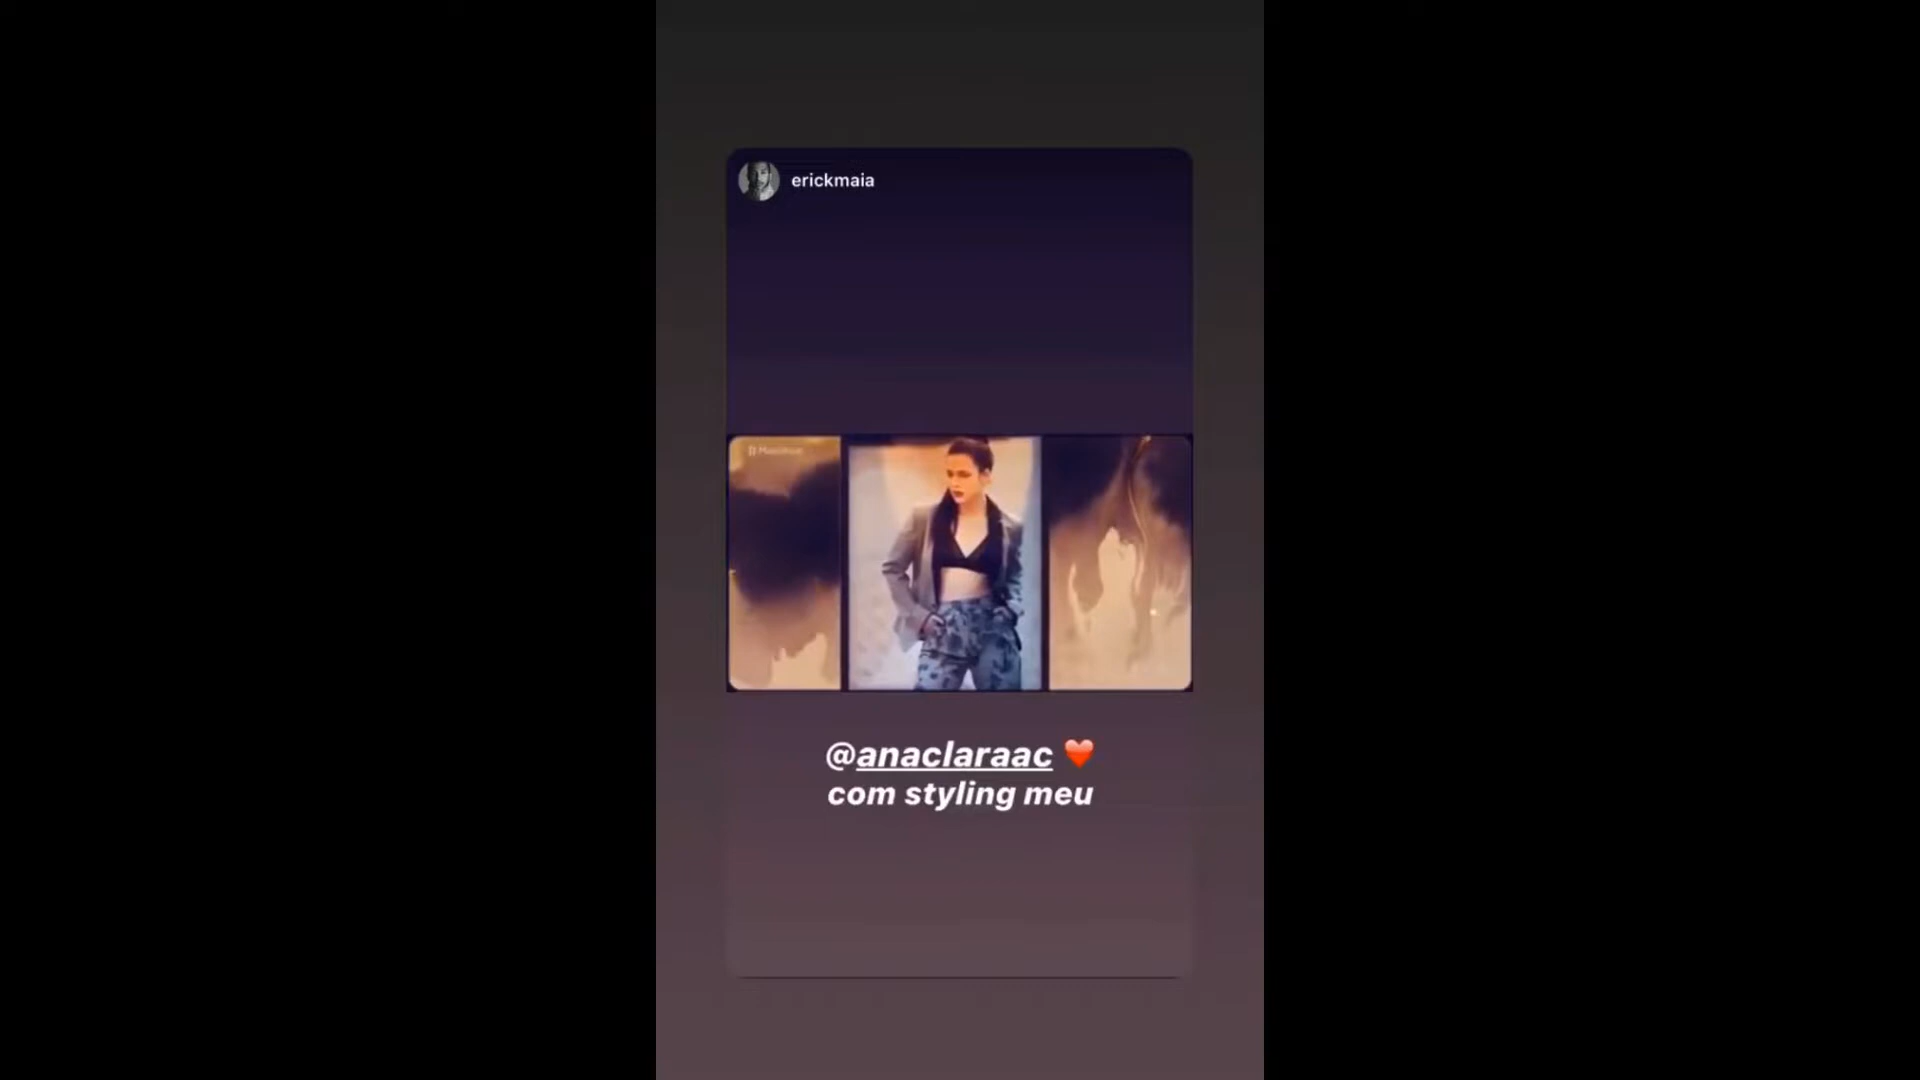 erickmaia
@anaclaraac ❤️
com styling meu